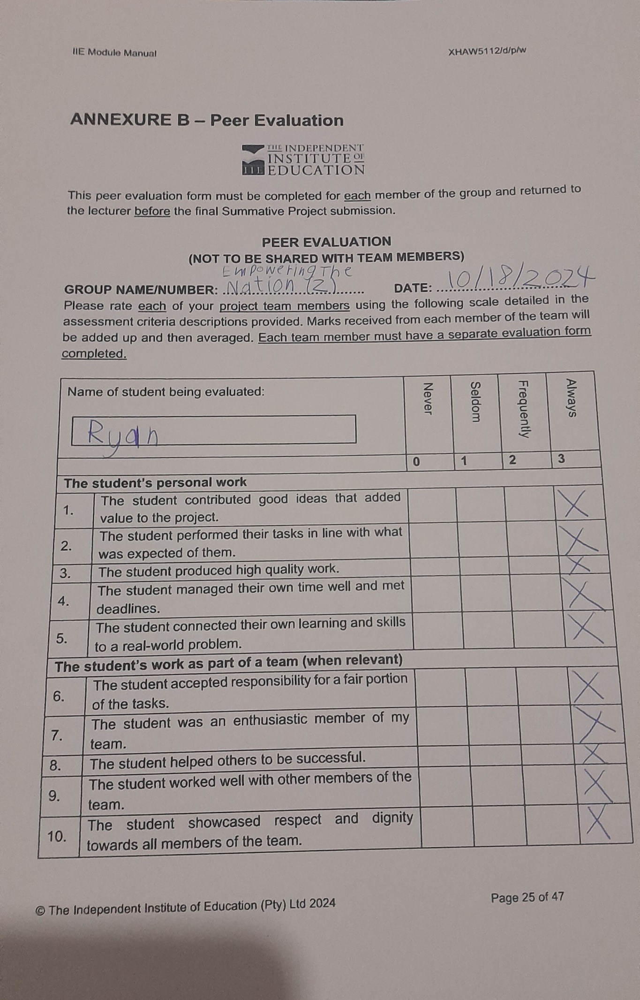 IIE Module Manual XHAW5112/d/p/w
ANNEXURE B – Peer Evaluation
THE INDEPENDENT
INSTITUTE OF
EDUCATION
IIE
This peer evaluation form must be completed for each member of the group and returned to
the lecturer before the final Summative Project submission.
PEER EVALUATION
(NOT TO BE SHARED WITH TEAM MEMBERS)
Empowering The
GROUP NAME/NUMBER: Nation (2) DATE: 10/18/2024
Please rate each of your project team members using the following scale detailed in the
assessment criteria descriptions provided. Marks received from each member of the team will
be added up and then averaged. Each team member must have a separate evaluation form
completed.
Name of student being evaluated: Never Seldom Frequently Always
Ryan
0 1 2 3
The student's personal work
1. The student contributed good ideas that added
value to the project. X
2. The student performed their tasks in line with what
was expected of them. X
3. The student produced high quality work. X
4. The student managed their own time well and met
deadlines. X
5. The student connected their own learning and skills
to a real-world problem. X
The student's work as part of a team (when relevant)
6. The student accepted responsibility for a fair portion
of the tasks. X
7. The student was an enthusiastic member of my
team. X
8. The student helped others to be successful. X
9. The student worked well with other members of the
team. X
10. The student showcased respect and dignity
towards all members of the team. X
© The Independent Institute of Education (Pty) Ltd 2024 Page 25 of 47